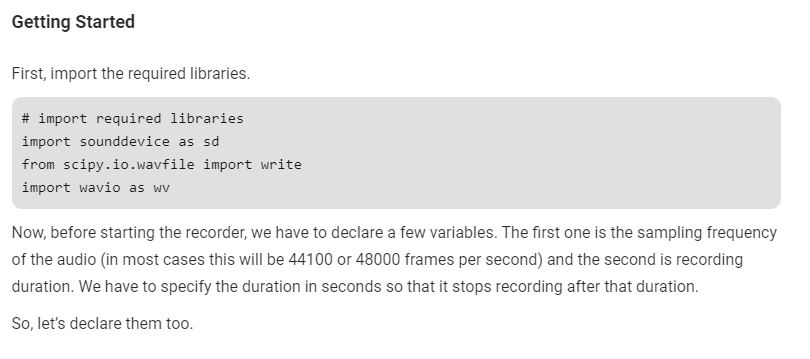 Getting Started
First, import the required libraries.
# import required libraries
import sounddevice as sd
from scipy.io.wavfile import write
import wavio as wv
Now, before starting the recorder, we have to declare a few variables. The first one is the sampling frequency
of the audio (in most cases this will be 44100 or 48000 frames per second) and the second is recording
duration. We have to specify the duration in seconds so that it stops recording after that duration.
So, let’s declare them too.